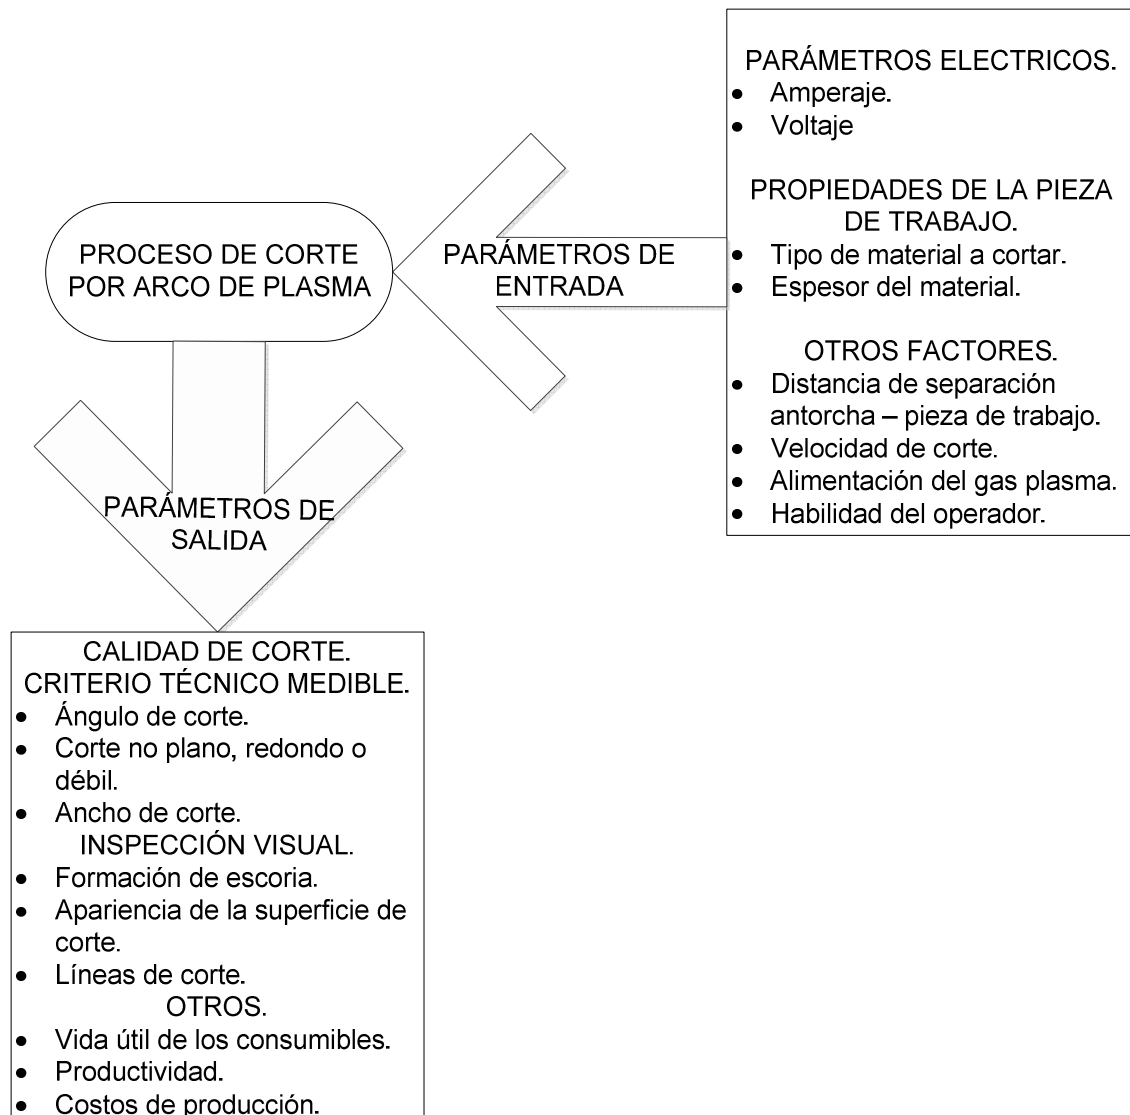 PARÁMETROS ELECTRICOS.
• Amperaje.
• Voltaje
PROPIEDADES DE LA PIEZA
DE TRABAJO.
• Tipo de material a cortar.
• Espesor del material.
OTROS FACTORES.
• Distancia de separación
antorcha – pieza de trabajo.
• Velocidad de corte.
• Alimentación del gas plasma.
• Habilidad del operador.
PARÁMETROS DE
ENTRADA
PROCESO DE CORTE
POR ARCO DE PLASMA
PARÁMETROS DE
SALIDA
CALIDAD DE CORTE.
CRITERIO TÉCNICO MEDIBLE.
• Ángulo de corte.
• Corte no plano, redondo o
débil.
• Ancho de corte.
INSPECCIÓN VISUAL.
• Formación de escoria.
• Apariencia de la superficie de
corte.
• Líneas de corte.
OTROS.
• Vida útil de los consumibles.
• Productividad.
• Costos de producción.